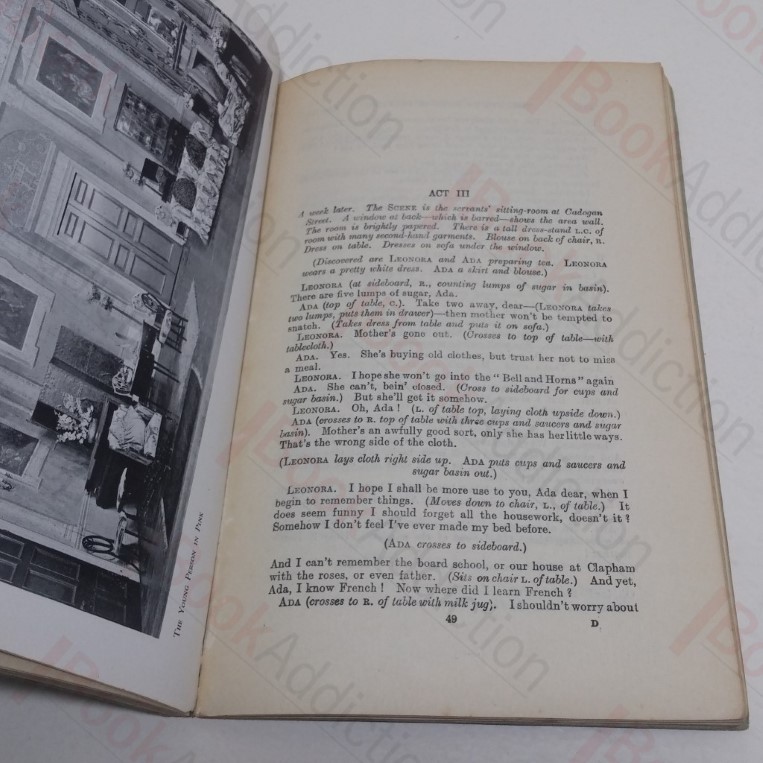 THE YOUNG PERSON IN PINK
ACT III
A week later. The SCENE is the servants' sitting-room at Cadogan
Street. A window at back—which is barred—shows the area wall.
The room is brightly papered. There is a tall dress-stand L.C. of
room with many second-hand garments. Blouse on back of chair, R.
Dress on table. Dresses on sofa under the window.
(Discovered are LEONORA and ADA preparing tea. LEONORA
wears a pretty white dress. ADA a skirt and blouse.)
LEONORA (at sideboard, R., counting lumps of sugar in basin).
There are five lumps of sugar, Ada.
ADA (top of table, C.). Take two away, dear—(LEONORA takes
two lumps, puts them in drawer)—then mother won't be tempted to
snatch. (Takes dress from table and puts it on sofa.)
LEONORA. Mother's gone out. (Crosses to top of table—with
tablecloth.)
ADA. Yes. She's buying old clothes, but trust her not to miss
a meal.
LEONORA. I hope she won't go into the "Bell and Horns" again
ADA. She can't, bein' closed. (Cross to sideboard for cups and
sugar basin.) But she'll get it somehow.
LEONORA. Oh, Ada! (L. of table top, laying cloth upside down.)
ADA (crosses to R. top of table with three cups and saucers and sugar
basin). Mother's an awfully good sort, only she has her little ways.
That's the wrong side of the cloth.
(LEONORA lays cloth right side up. ADA puts cups and saucers and
sugar basin out.)
LEONORA. I hope I shall be more use to you, Ada dear, when I
begin to remember things. (Moves down to chair, L., of table.) It
does seem funny I should forget all the housework, doesn't it?
Somehow I don't feel I've ever made my bed before.
(ADA crosses to sideboard.)
And I can't remember the board school, or our house at Clapham
with the roses, or even father. (Sits on chair L. of table.) And yet,
Ada, I know French! Now where did I learn French?
ADA (crosses to R. of table with milk jug). I shouldn't worry about
49 D
BookAddiction